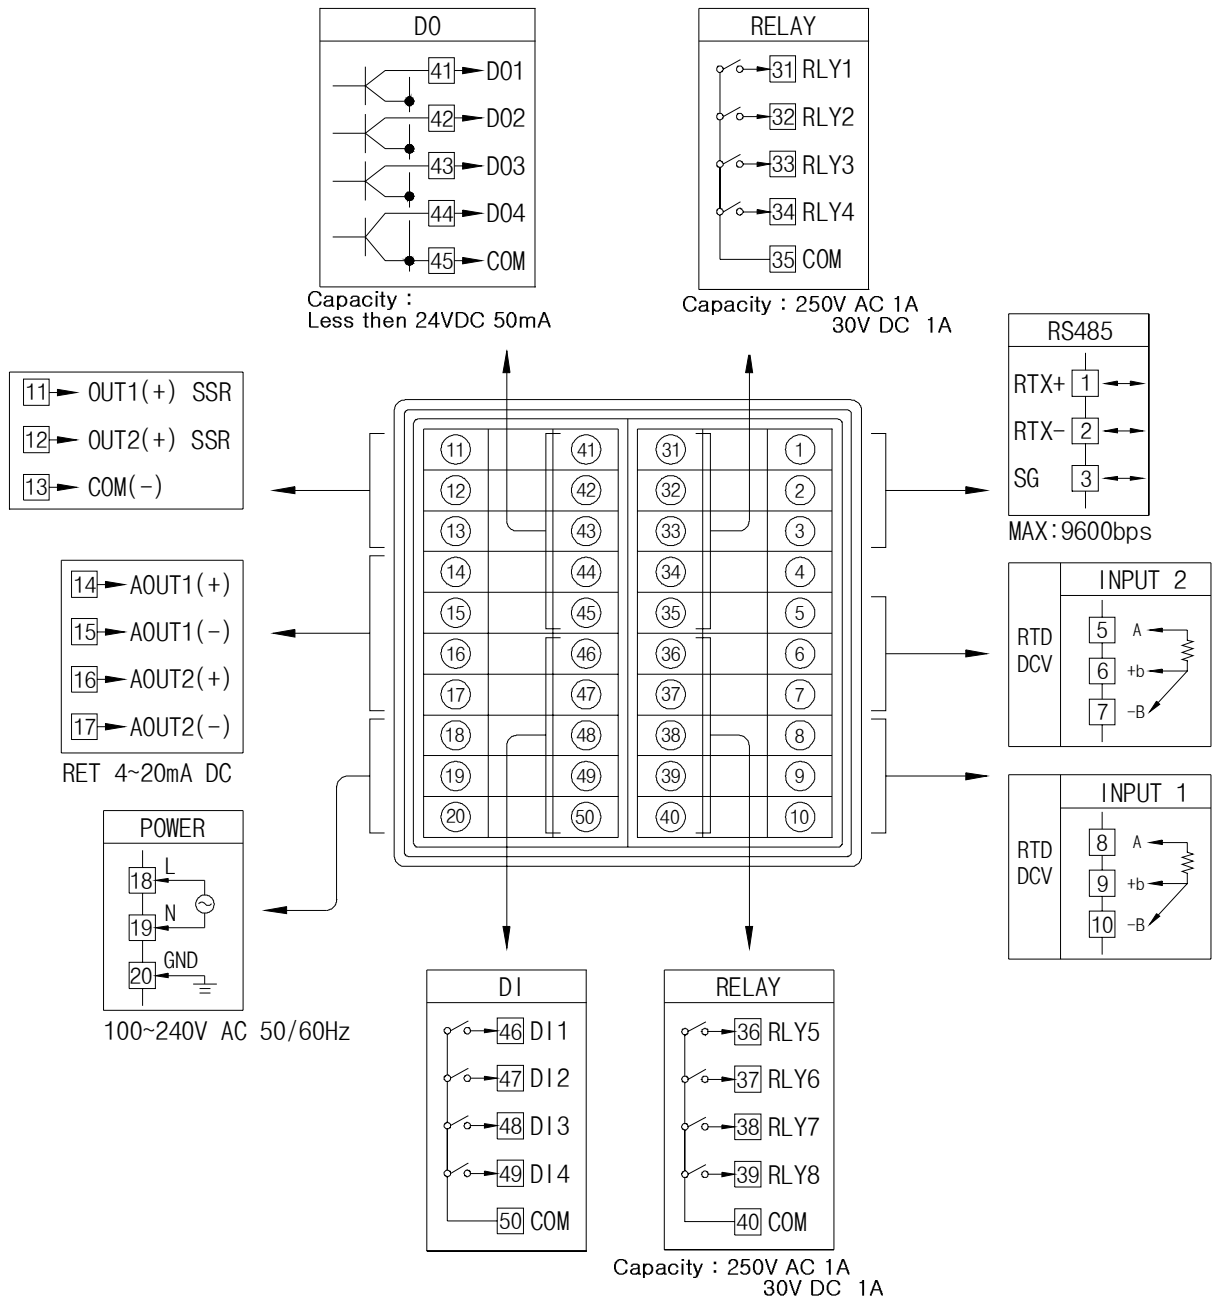 DO
41 DO1
42 DO2
43 DO3
44 DO4
45 COM
Capacity :
Less then 24VDC 50mA
RELAY
31 RLY1
32 RLY2
33 RLY3
34 RLY4
35 COM
Capacity : 250V AC 1A
30V DC 1A
RS485
RTX+ 1
RTX- 2
SG 3
MAX:9600bps
11 OUT1(+) SSR
12 OUT2(+) SSR
13 COM(-)
14 AOUT1(+)
15 AOUT1(-)
16 AOUT2(+)
17 AOUT2(-)
RET 4~20mA DC
11 41 31 1
12 42 32 2
13 43 33 3
14 44 34 4
15 45 35 5
16 46 36 6
17 47 37 7
18 48 38 8
19 49 39 9
20 50 40 10
INPUT 2
RTD
DCV
5 A
6 +b
7 -B
INPUT 1
RTD
DCV
8 A
9 +b
10 -B
POWER
18 L
19 N
20 GND
100~240V AC 50/60Hz
DI
46 DI1
47 DI2
48 DI3
49 DI4
50 COM
RELAY
36 RLY5
37 RLY6
38 RLY7
39 RLY8
40 COM
Capacity : 250V AC 1A
30V DC 1A